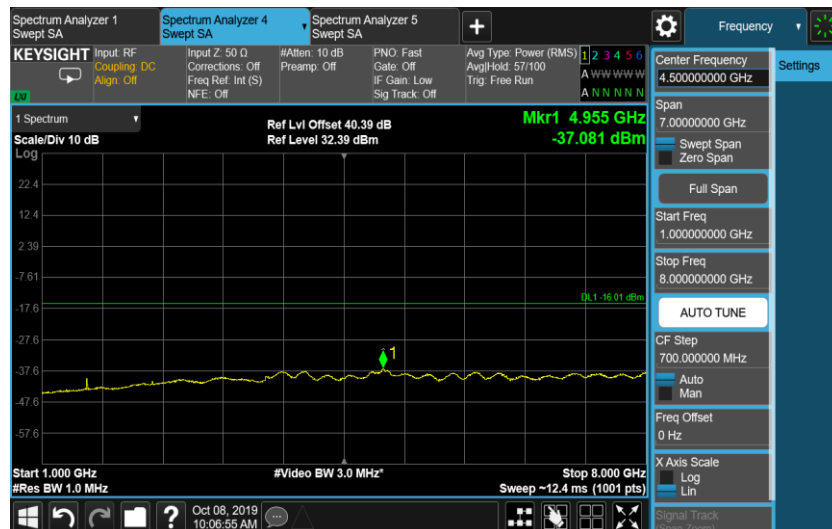 Spectrum Analyzer 1
Swept SA
Spectrum Analyzer 4
Swept SA
Spectrum Analyzer 5
Swept SA
Frequency
KEYSIGHT
Input: RF
Coupling: DC
Align: Off
Input Z: 50 Ω
Corrections: Off
Freq Ref: Int (S)
NFE: Off
#Atten: 10 dB
Preamp: Off
PNO: Fast
Gate: Off
IF Gain: Low
Sig Track: Off
Avg Type: Power (RMS)
Avg|Hold: 57/100
Trig: Free Run
1 2 3 4 5 6
A W W W W W
A N N N N N
LXI
1 Spectrum
Scale/Div 10 dB
Log
Ref Lvl Offset 40.39 dB
Ref Level 32.39 dBm
Mkr1 4.955 GHz
-37.081 dBm
22.4
12.4
2.39
-7.61
-17.6
-27.6
-37.6
-47.6
-57.6
DL1 -16.01 dBm
1
Start 1.000 GHz
#Res BW 1.0 MHz
#Video BW 3.0 MHz*
Stop 8.000 GHz
Sweep ~12.4 ms (1001 pts)
Oct 08, 2019
10:06:55 AM
Center Frequency
4.500000000 GHz
Settings
Span
7.00000000 GHz
Swept Span
Zero Span
Full Span
Start Freq
1.000000000 GHz
Stop Freq
8.000000000 GHz
AUTO TUNE
CF Step
700.000000 MHz
Auto
Man
Freq Offset
0 Hz
X Axis Scale
Log
Lin
Signal Track
(Span Zoom)